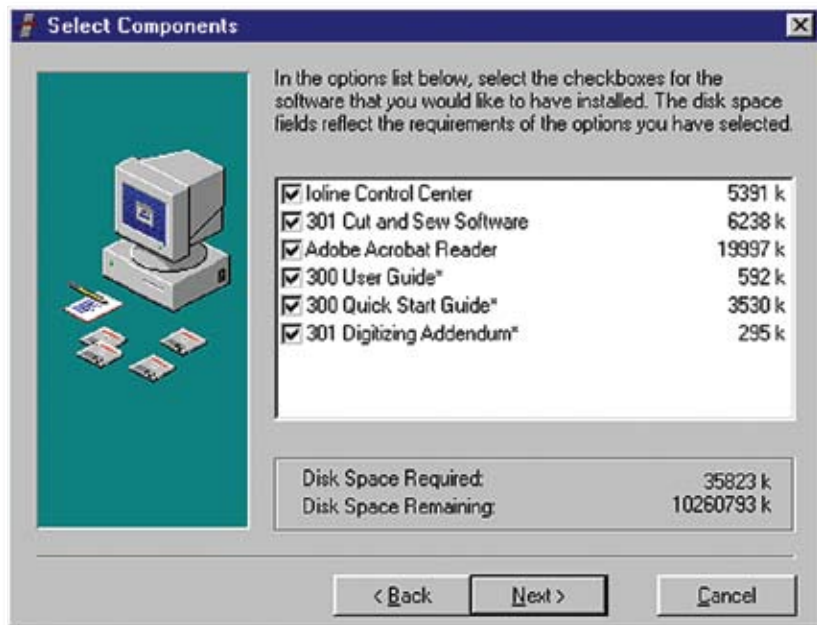 Select Components
In the options list below, select the checkboxes for the
software that you would like to have installed. The disk space
fields reflect the requirements of the options you have selected.
Ioline Control Center 5391 k
301 Cut and Sew Software 6238 k
Adobe Acrobat Reader 19997 k
300 User Guide* 592 k
300 Quick Start Guide* 3530 k
301 Digitizing Addendum* 295 k
Disk Space Required: 35823 k
Disk Space Remaining: 10260793 k
< Back Next > Cancel